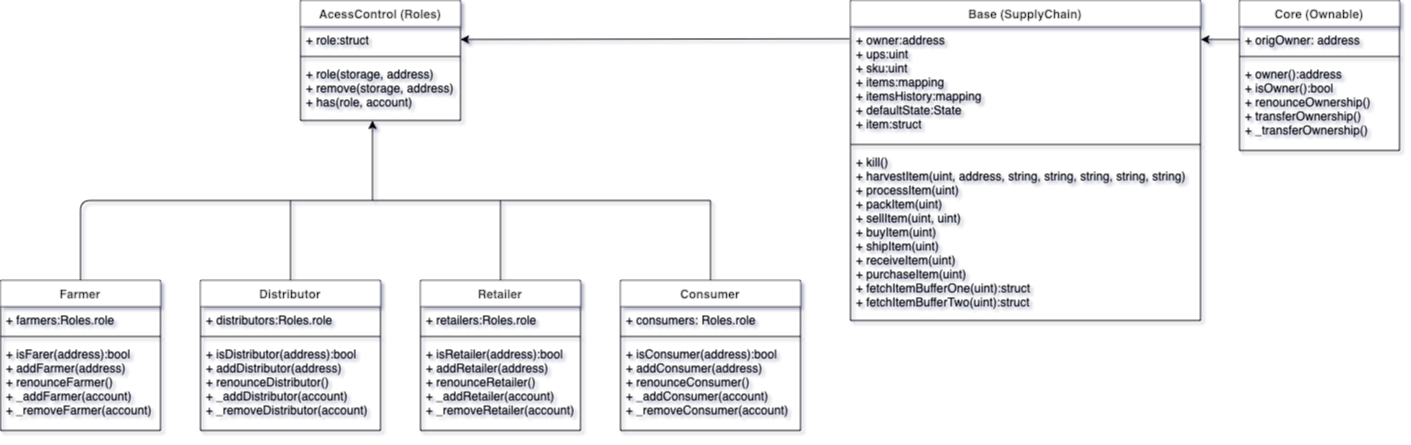 AcessControl (Roles)
+ role:struct
+ role(storage, address)
+ remove(storage, address)
+ has(role, account)
Base (SupplyChain)
+ owner:address
+ ups:uint
+ sku:uint
+ items:mapping
+ itemsHistory:mapping
+ defaultState:State
+ item:struct
+ kill()
+ harvestItem(uint, address, string, string, string, string, string)
+ processItem(uint)
+ packItem(uint)
+ sellItem(uint, uint)
+ buyItem(uint)
+ shipItem(uint)
+ receiveItem(uint)
+ purchaseItem(uint)
+ fetchItemBufferOne(uint):struct
+ fetchItemBufferTwo(uint):struct
Core (Ownable)
+ origOwner: address
+ owner():address
+ isOwner():bool
+ renounceOwnership()
+ transferOwnership()
+ _transferOwnership()
Farmer
+ farmers:Roles.role
+ isFarer(address):bool
+ addFarmer(address)
+ renounceFarmer()
+ _addFarmer(account)
+ _removeFarmer(account)
Distributor
+ distributors:Roles.role
+ isDistributor(address):bool
+ addDistributor(address)
+ renounceDistributor()
+ _addDistributor(account)
+ _removeDistributor(account)
Retailer
+ retailers:Roles.role
+ isRetailer(address):bool
+ addRetailer(address)
+ renounceRetailer()
+ _addRetailer(account)
+ _removeRetailer(account)
Consumer
+ consumers: Roles.role
+ isConsumer(address):bool
+ addConsumer(address)
+ renounceConsumer()
+ _addConsumer(account)
+ _removeConsumer(account)